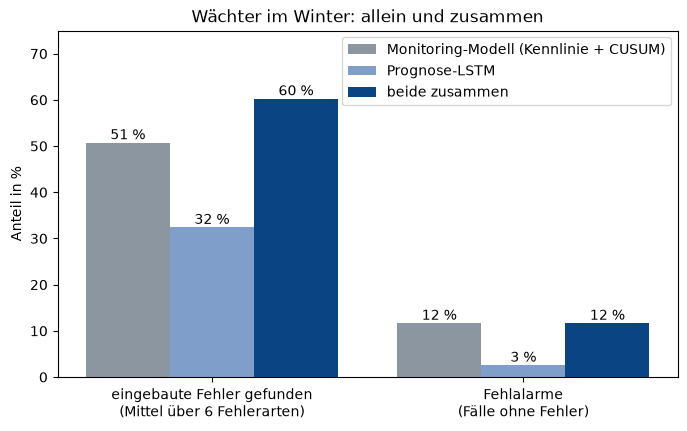 Wächter im Winter: allein und zusammen
Monitoring-Modell (Kennlinie + CUSUM)
Prognose-LSTM
beide zusammen
Anteil in %
70
60
50
40
30
20
10
0
51 %
32 %
60 %
12 %
3 %
12 %
eingebaute Fehler gefunden
(Mittel über 6 Fehlerarten)
Fehlalarme
(Fälle ohne Fehler)